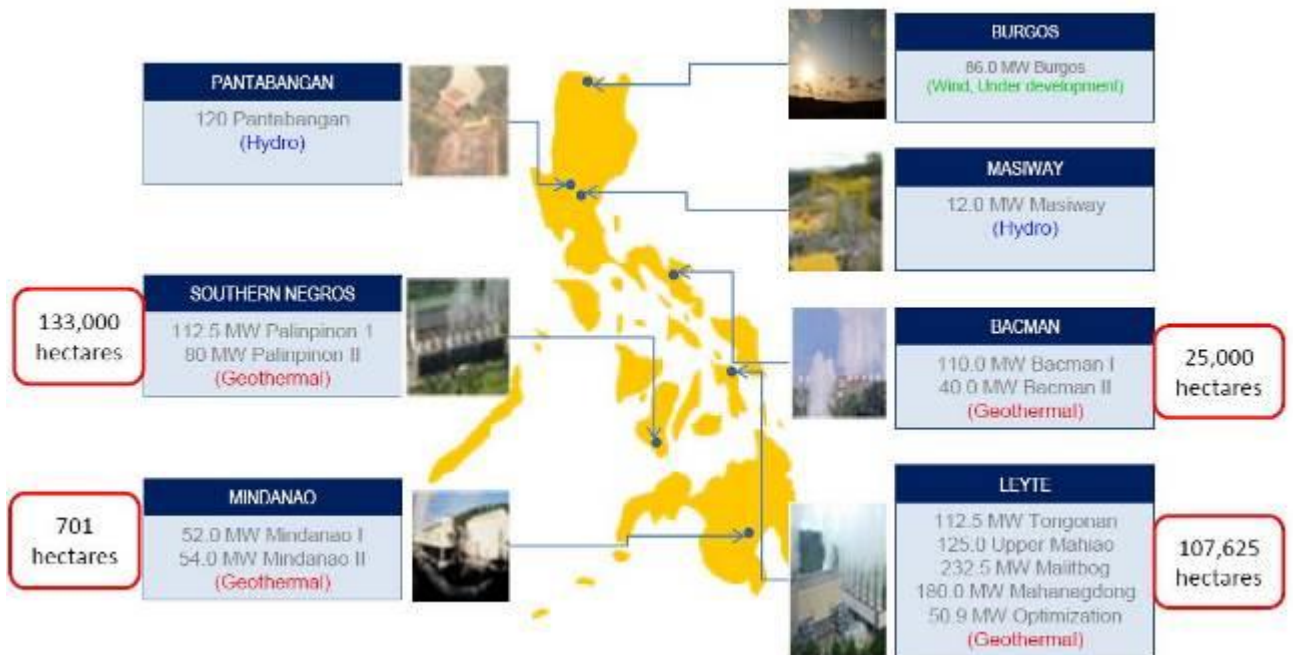 PANTABANGAN
120 Pantabangan
(Hydro)
BURGOS
86.0 MW Burgos
(Wind, Under development)
MASIWAY
12.0 MW Masiway
(Hydro)
133,000
hectares
SOUTHERN NEGROS
112.5 MW Palinpinon 1
80 MW Palinpinon II
(Geothermal)
BACMAN
110.0 MW Bacman I
40.0 MW Bacman II
(Geothermal)
25,000
hectares
701
hectares
MINDANAO
52.0 MW Mindanao I
54.0 MW Mindanao II
(Geothermal)
LEYTE
112.5 MW Tongonan
125.0 Upper Mahiao
232.5 MW Malitbog
180.0 MW Mahanagdong
50.9 MW Optimization
(Geothermal)
107,625
hectares